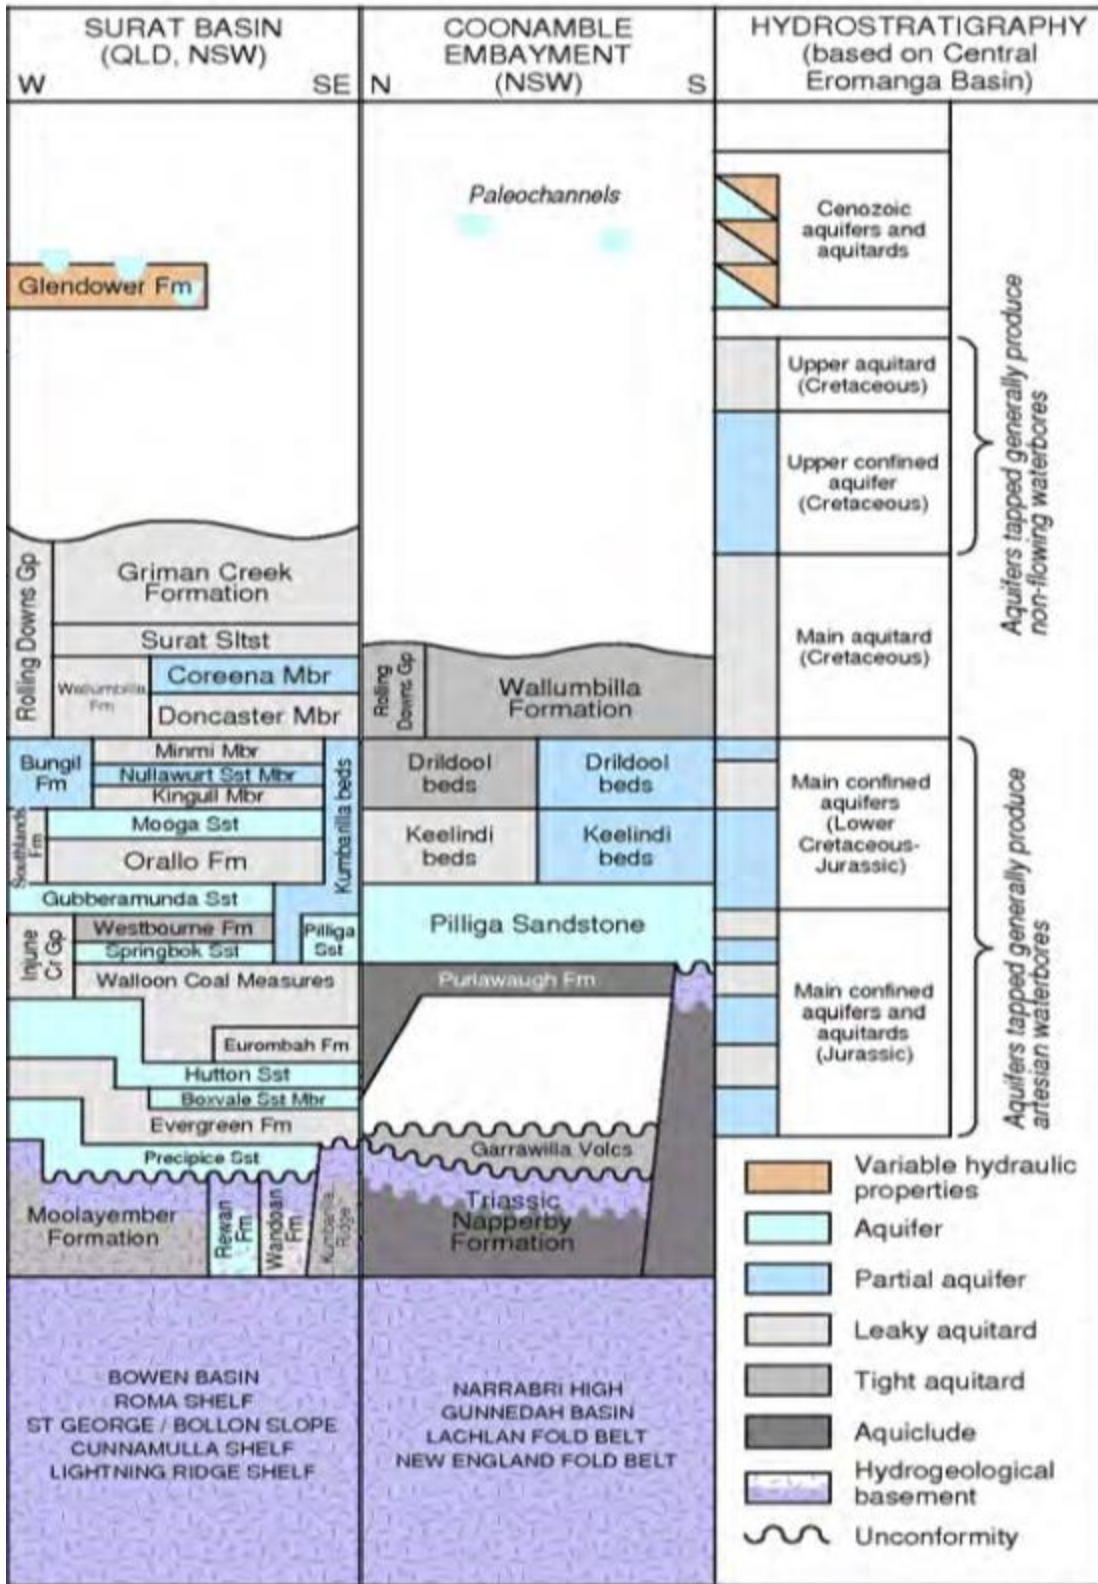 SURAT BASIN
(QLD, NSW)
W
SE
COONAMBLE
EMBAYMENT
(NSW)
N
S
HYDROSTRATIGRAPHY
(based on Central
Eromanga Basin)
Glendower Fm
Rolling Downs Gp
Griman Creek
Formation
Surat Sltst
Wallumbilla
Fm
Coreena Mbr
Doncaster Mbr
Bungil
Fm
Minmi Mbr
Nullawurt Sst Mbr
Kingull Mbr
Kumbarilla beds
Southlands
Fm
Mooga Sst
Orallo Fm
Gubberamunda Sst
Injune
Cr Gp
Westbourne Fm
Springbok Sst
Pilliga
Sst
Walloon Coal Measures
Eurombah Fm
Hutton Sst
Boxvale Sst Mbr
Evergreen Fm
Precipice Sst
Moolayember
Formation
Rewan
Fm
Wandoan
Fm
Kumbarilla
Ridge
BOWEN BASIN
ROMA SHELF
ST GEORGE / BOLLON SLOPE
CUNNAMULLA SHELF
LIGHTNING RIDGE SHELF
Paleochannels
Rolling
Downs Gp
Wallumbilla
Formation
Drildool
beds
Drildool
beds
Keelindi
beds
Keelindi
beds
Pilliga Sandstone
Purlawaugh Fm
Garrawilla Volcs
Triassic
Napperby
Formation
NARRABRI HIGH
GUNNEDAH BASIN
LACHLAN FOLD BELT
NEW ENGLAND FOLD BELT
Cenozoic
aquifers and
aquitards
Upper aquitard
(Cretaceous)
Upper confined
aquifer
(Cretaceous)
Main aquitard
(Cretaceous)
Main confined
aquifers
(Lower
Cretaceous-
Jurassic)
Main confined
aquifers and
aquitards
(Jurassic)
Aquifers tapped generally produce
non-flowing waterbores
Aquifers tapped generally produce
artesian waterbores
Variable hydraulic
properties
Aquifer
Partial aquifer
Leaky aquitard
Tight aquitard
Aquiclude
Hydrogeological
basement
Unconformity